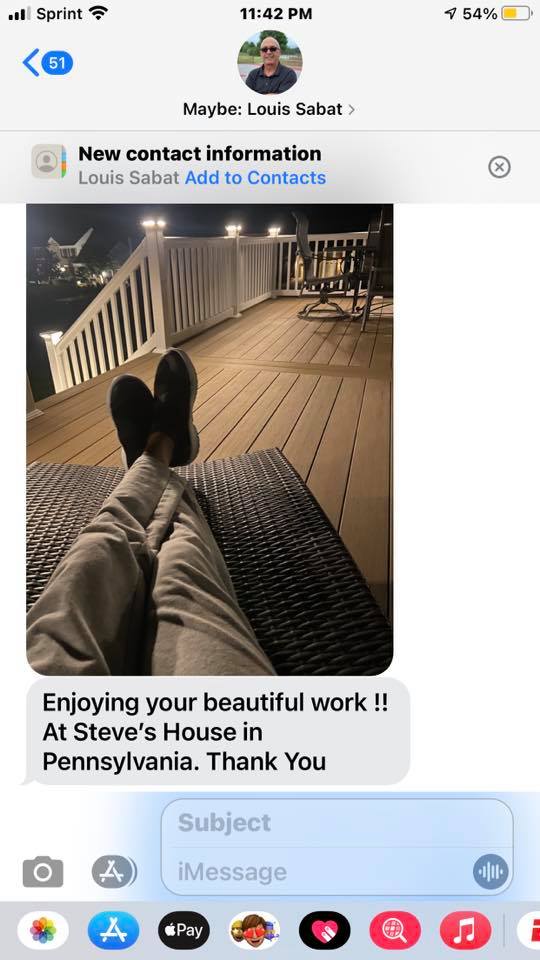 Sprint 11:42 PM 54%
51
Maybe: Louis Sabat >
New contact information
Louis Sabat Add to Contacts
Enjoying your beautiful work !!
At Steve's House in
Pennsylvania. Thank You
Subject
iMessage
Pay